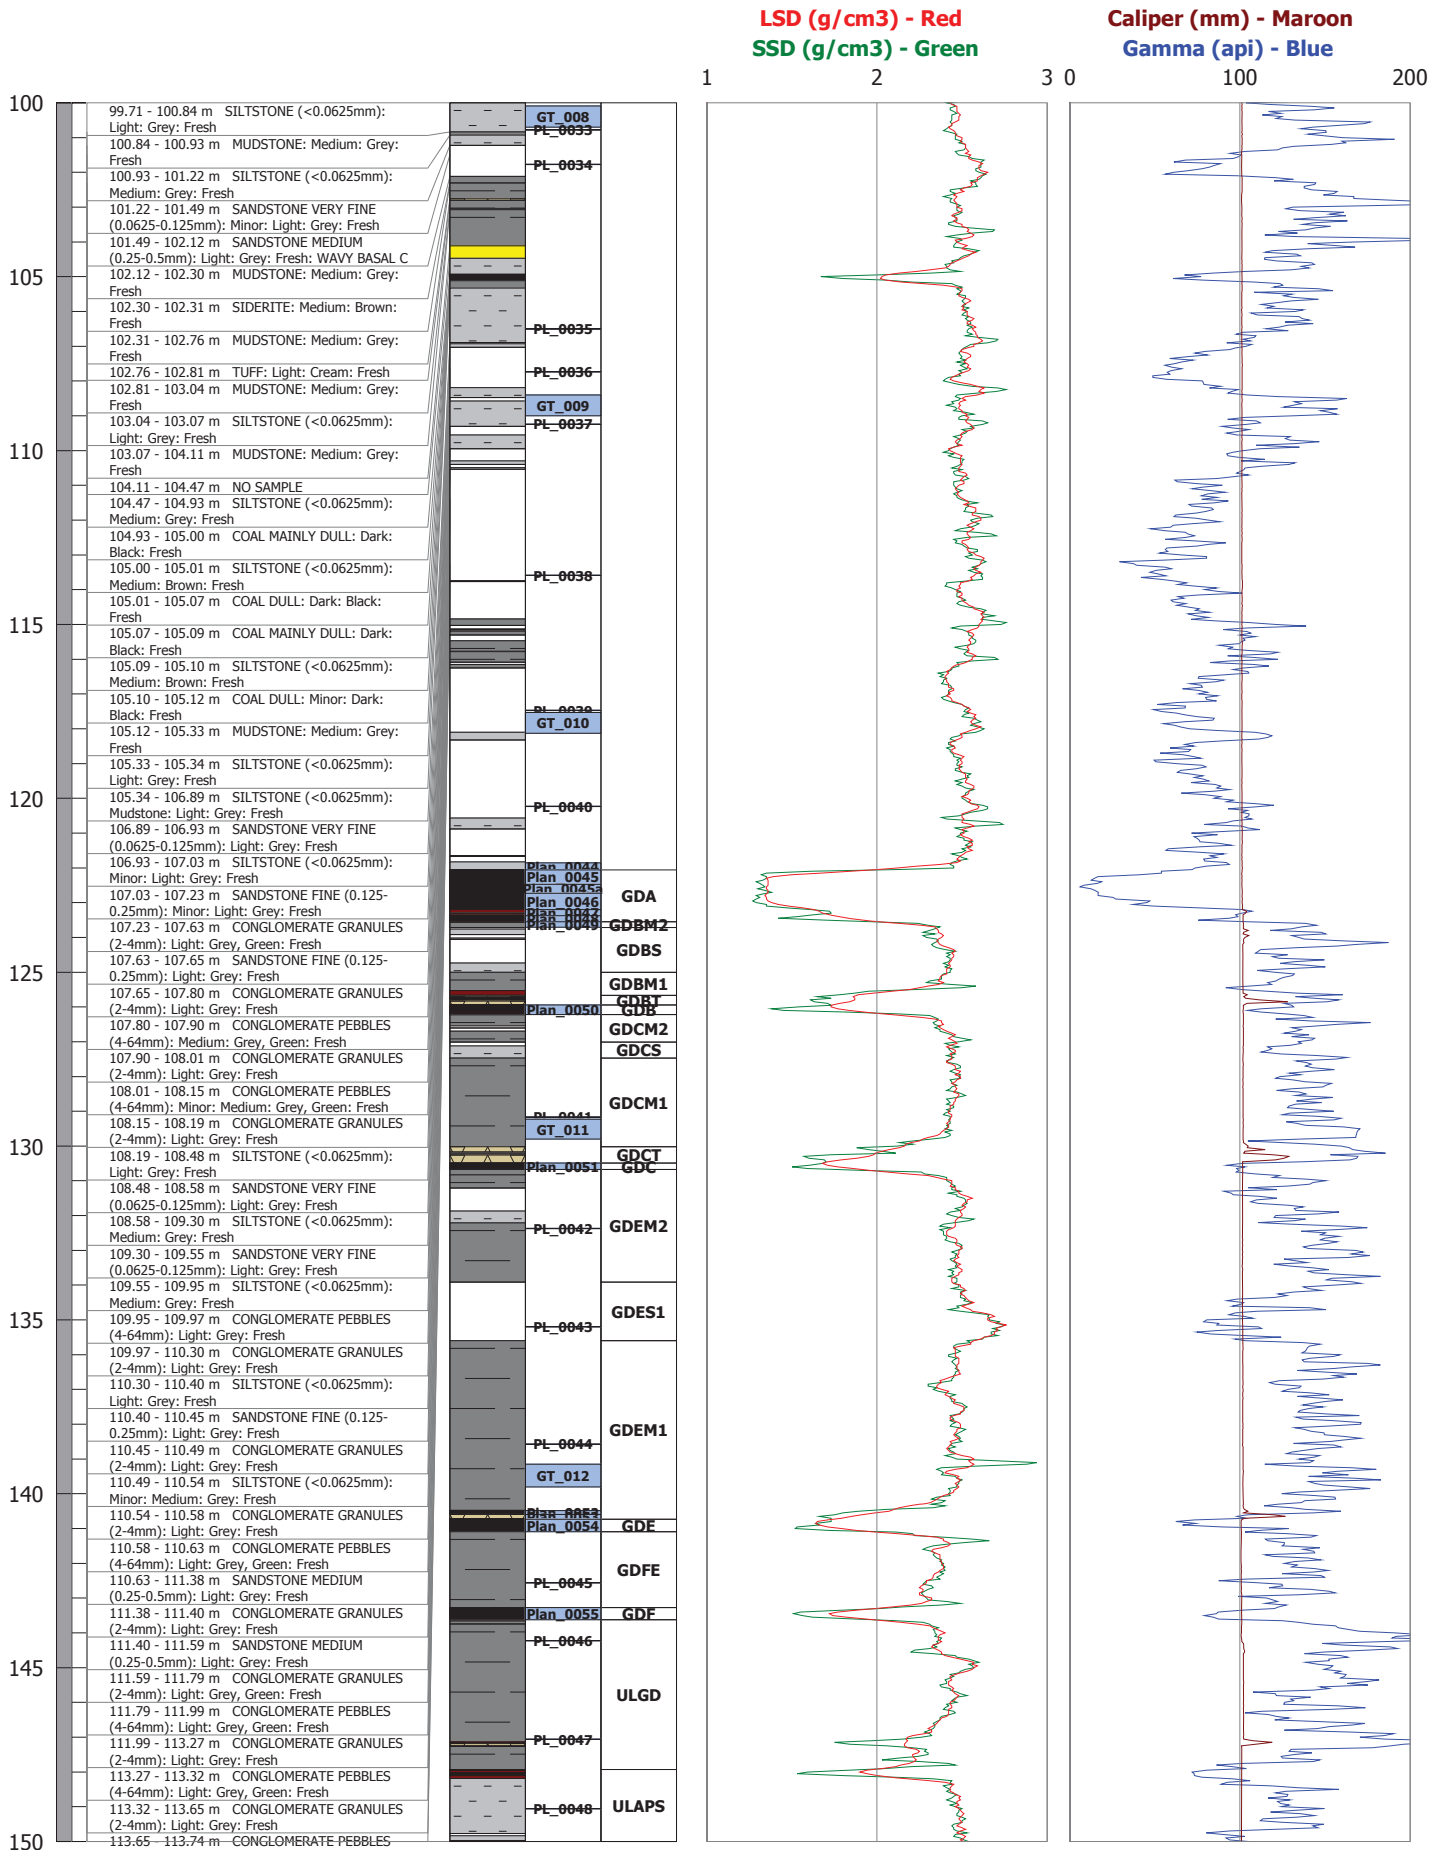 LSD (g/cm3) - Red
SSD (g/cm3) - Green
Caliper (mm) - Maroon
Gamma (api) - Blue
1
2
3
0
100
200
100
105
110
115
120
125
130
135
140
145
150
99.71 - 100.84 m SILTSTONE (<0.0625mm):
Light: Grey: Fresh
100.84 - 100.93 m MUDSTONE: Medium: Grey:
Fresh
100.93 - 101.22 m SILTSTONE (<0.0625mm):
Medium: Grey: Fresh
101.22 - 101.49 m SANDSTONE VERY FINE
(0.0625-0.125mm): Minor: Light: Grey: Fresh
101.49 - 102.12 m SANDSTONE MEDIUM
(0.25-0.5mm): Light: Grey: Fresh: WAVY BASAL C
102.12 - 102.30 m MUDSTONE: Medium: Grey:
Fresh
102.30 - 102.31 m SIDERITE: Medium: Brown:
Fresh
102.31 - 102.76 m MUDSTONE: Medium: Grey:
Fresh
102.76 - 102.81 m TUFF: Light: Cream: Fresh
102.81 - 103.04 m MUDSTONE: Medium: Grey:
Fresh
103.04 - 103.07 m SILTSTONE (<0.0625mm):
Light: Grey: Fresh
103.07 - 104.11 m MUDSTONE: Medium: Grey:
Fresh
104.11 - 104.47 m NO SAMPLE
104.47 - 104.93 m SILTSTONE (<0.0625mm):
Medium: Grey: Fresh
104.93 - 105.00 m COAL MAINLY DULL: Dark:
Black: Fresh
105.00 - 105.01 m SILTSTONE (<0.0625mm):
Medium: Brown: Fresh
105.01 - 105.07 m COAL DULL: Dark: Black:
Fresh
105.07 - 105.09 m COAL MAINLY DULL: Dark:
Black: Fresh
105.09 - 105.10 m SILTSTONE (<0.0625mm):
Medium: Brown: Fresh
105.10 - 105.12 m COAL DULL: Minor: Dark:
Black: Fresh
105.12 - 105.33 m MUDSTONE: Medium: Grey:
Fresh
105.33 - 105.34 m SILTSTONE (<0.0625mm):
Light: Grey: Fresh
105.34 - 106.89 m SILTSTONE (<0.0625mm):
Mudstone: Light: Grey: Fresh
106.89 - 106.93 m SANDSTONE VERY FINE
(0.0625-0.125mm): Light: Grey: Fresh
106.93 - 107.03 m SILTSTONE (<0.0625mm):
Minor: Light: Grey: Fresh
107.03 - 107.23 m SANDSTONE FINE (0.125-
0.25mm): Minor: Light: Grey: Fresh
107.23 - 107.63 m CONGLOMERATE GRANULES
(2-4mm): Light: Grey, Green: Fresh
107.63 - 107.65 m SANDSTONE FINE (0.125-
0.25mm): Light: Grey: Fresh
107.65 - 107.80 m CONGLOMERATE GRANULES
(2-4mm): Light: Grey: Fresh
107.80 - 107.90 m CONGLOMERATE PEBBLES
(4-64mm): Medium: Grey, Green: Fresh
107.90 - 108.01 m CONGLOMERATE GRANULES
(2-4mm): Light: Grey: Fresh
108.01 - 108.15 m CONGLOMERATE PEBBLES
(4-64mm): Minor: Medium: Grey, Green: Fresh
108.15 - 108.19 m CONGLOMERATE GRANULES
(2-4mm): Light: Grey: Fresh
108.19 - 108.48 m SILTSTONE (<0.0625mm):
Light: Grey: Fresh
108.48 - 108.58 m SANDSTONE VERY FINE
(0.0625-0.125mm): Light: Grey: Fresh
108.58 - 109.30 m SILTSTONE (<0.0625mm):
Medium: Grey: Fresh
109.30 - 109.55 m SANDSTONE VERY FINE
(0.0625-0.125mm): Light: Grey: Fresh
109.55 - 109.95 m SILTSTONE (<0.0625mm):
Medium: Grey: Fresh
109.95 - 109.97 m CONGLOMERATE PEBBLES
(4-64mm): Light: Grey: Fresh
109.97 - 110.30 m CONGLOMERATE GRANULES
(2-4mm): Light: Grey: Fresh
110.30 - 110.40 m SILTSTONE (<0.0625mm):
Light: Grey: Fresh
110.40 - 110.45 m SANDSTONE FINE (0.125-
0.25mm): Light: Grey: Fresh
110.45 - 110.49 m CONGLOMERATE GRANULES
(2-4mm): Light: Grey: Fresh
110.49 - 110.54 m SILTSTONE (<0.0625mm):
Minor: Medium: Grey: Fresh
110.54 - 110.58 m CONGLOMERATE GRANULES
(2-4mm): Light: Grey: Fresh
110.58 - 110.63 m CONGLOMERATE PEBBLES
(4-64mm): Light: Grey, Green: Fresh
110.63 - 111.38 m SANDSTONE MEDIUM
(0.25-0.5mm): Light: Grey: Fresh
111.38 - 111.40 m CONGLOMERATE GRANULES
(2-4mm): Light: Grey: Fresh
111.40 - 111.59 m SANDSTONE MEDIUM
(0.25-0.5mm): Light: Grey: Fresh
111.59 - 111.79 m CONGLOMERATE GRANULES
(2-4mm): Light: Grey, Green: Fresh
111.79 - 111.99 m CONGLOMERATE PEBBLES
(4-64mm): Light: Grey, Green: Fresh
111.99 - 113.27 m CONGLOMERATE GRANULES
(2-4mm): Light: Grey: Fresh
113.27 - 113.32 m CONGLOMERATE PEBBLES
(4-64mm): Light: Grey, Green: Fresh
113.32 - 113.65 m CONGLOMERATE GRANULES
(2-4mm): Light: Grey: Fresh
113.65 - 113.74 m CONGLOMERATE PEBBLES
GT_008
PL_0033
PL_0034
PL_0035
PL_0036
GT_009
PL_0037
PL_0038
PL_0039
GT_010
PL_0040
Plan_0044
Plan_0045
Plan_0045a
Plan_0046
Plan_0047
Plan_0048
Plan_0049
Plan_0050
PL_0041
GT_011
Plan_0051
PL_0042
PL_0043
PL_0044
GT_012
Plan_0054
PL_0045
Plan_0055
PL_0046
PL_0047
PL_0048
GDA
GDBM2
GDBS
GDBM1
GDBT
GDB
GDCM2
GDCS
GDCM1
GDCT
GDC
GDEM2
GDES1
GDEM1
GDE
GDFE
GDF
ULGD
ULAPS